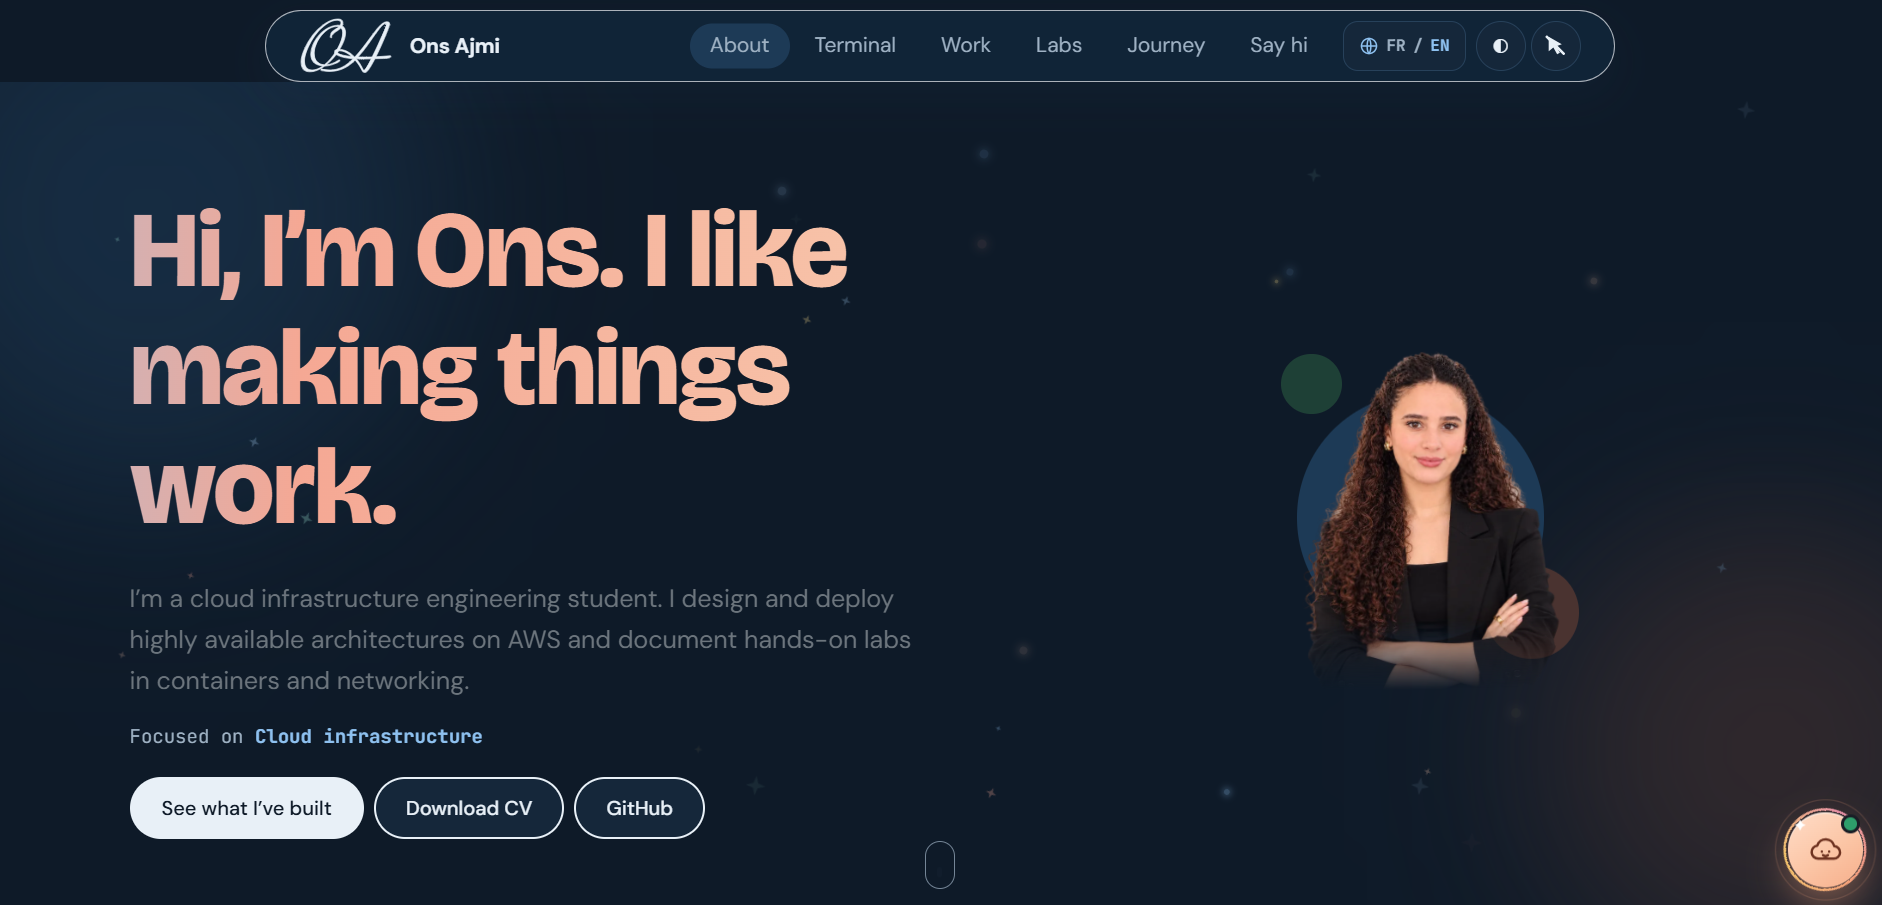 OA
Ons Ajmi
About
Terminal
Work
Labs
Journey
Say hi
FR / EN
Hi, I’m Ons. I like
making things
work.
I’m a cloud infrastructure engineering student. I design and deploy
highly available architectures on AWS and document hands-on labs
in containers and networking.
Focused on Cloud infrastructure
See what I’ve built
Download CV
GitHub